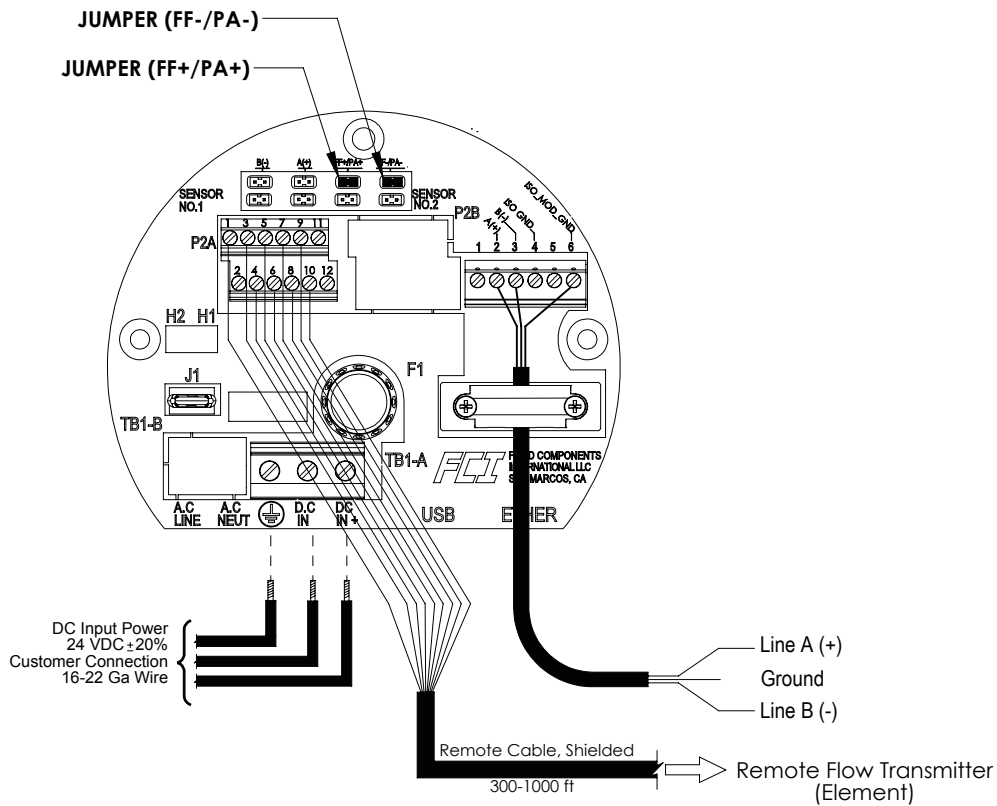 JUMPER (FF-/PA-)
JUMPER (FF+/PA+)
B(-) A(+) FF+/PA+ FF-/PA-
SENSOR NO.1
SENSOR NO.2
P2A
1 3 5 7 9 11
2 4 6 8 10 12
P2B
A(+) B(-) ISO GND ISO_MOD_GND
1 2 3 4 5 6
H2 H1
J1
F1
TB1-B
TB1-A
FCI
COMPONENTS
LLC
MARCOS, CA
A.C LINE
A.C NEUT
D.C IN
DC IN +
USB
DC Input Power
24 VDC ±20%
Customer Connection
16-22 Ga Wire
Line A (+)
Ground
Line B (-)
Remote Cable, Shielded
300-1000 ft
Remote Flow Transmitter
(Element)